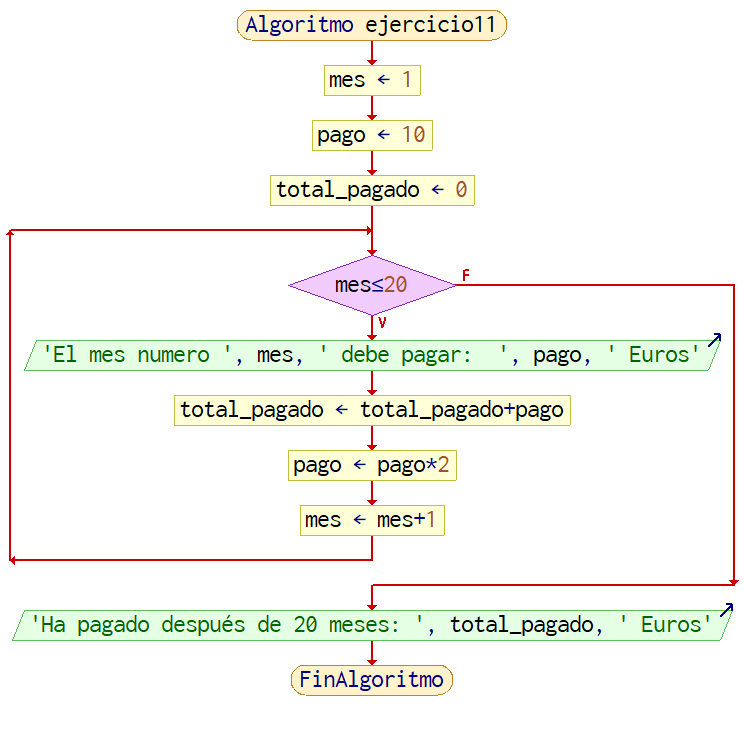 Algoritmo ejercicio11
mes ← 1
pago ← 10
total_pagado ← 0
mes≤20
F
V
'El mes numero ', mes, ' debe pagar:  ', pago, ' Euros'
total_pagado ← total_pagado+pago
pago ← pago*2
mes ← mes+1
'Ha pagado después de 20 meses: ', total_pagado, ' Euros'
FinAlgoritmo